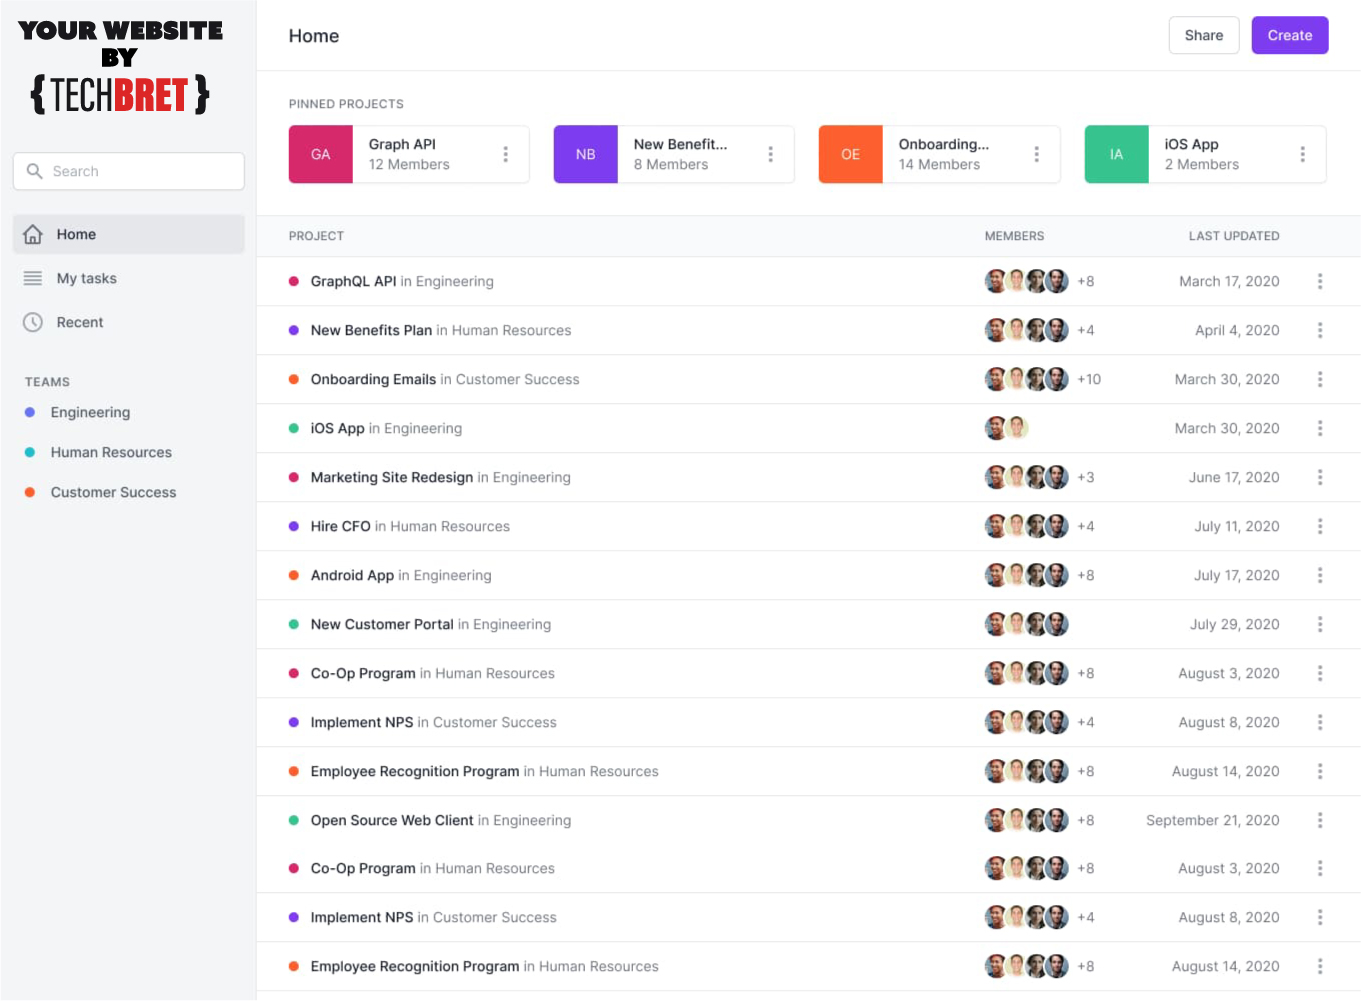 YOUR WEBSITE
BY
{TECHBRET}
Search
Home
My tasks
Recent
TEAMS
Engineering
Human Resources
Customer Success
Home
Share
Create
PINNED PROJECTS
GA
Graph API
12 Members
NB
New Benefit...
8 Members
OE
Onboarding...
14 Members
IA
iOS App
2 Members
PROJECT MEMBERS LAST UPDATED
GraphQL API in Engineering +8 March 17, 2020
New Benefits Plan in Human Resources +4 April 4, 2020
Onboarding Emails in Customer Success +10 March 30, 2020
iOS App in Engineering March 30, 2020
Marketing Site Redesign in Engineering +3 June 17, 2020
Hire CFO in Human Resources +4 July 11, 2020
Android App in Engineering +8 July 17, 2020
New Customer Portal in Engineering July 29, 2020
Co-Op Program in Human Resources +8 August 3, 2020
Implement NPS in Customer Success +4 August 8, 2020
Employee Recognition Program in Human Resources +8 August 14, 2020
Open Source Web Client in Engineering +8 September 21, 2020
Co-Op Program in Human Resources +8 August 3, 2020
Implement NPS in Customer Success +4 August 8, 2020
Employee Recognition Program in Human Resources +8 August 14, 2020